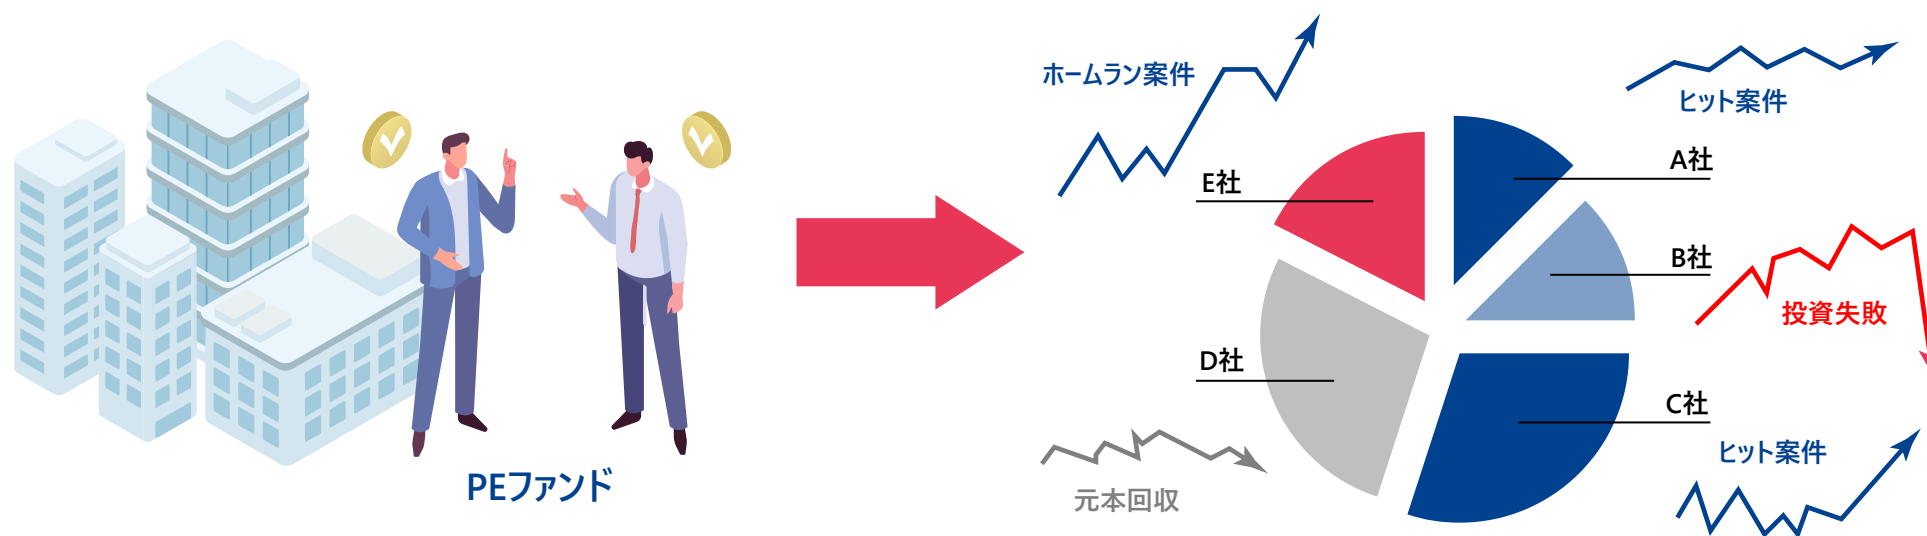 PEファンド
ホームラン案件
E社
D社
元本回収
ヒット案件
A社
B社
投資失敗
C社
ヒット案件